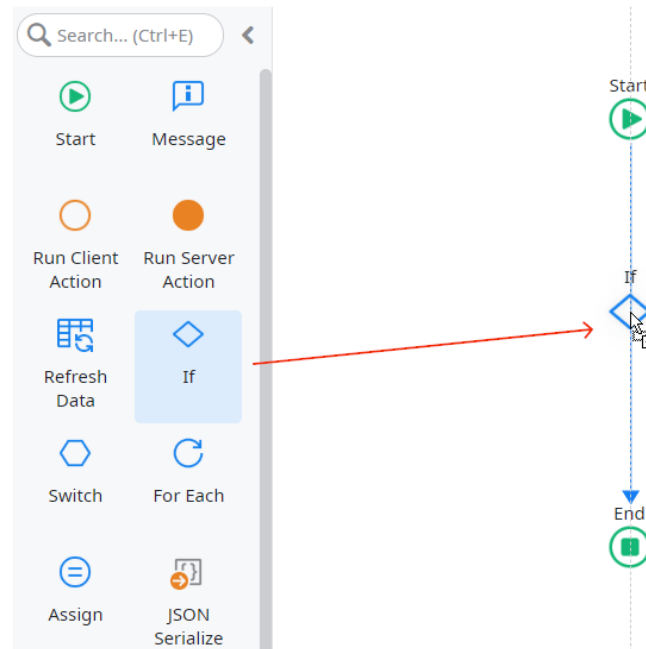 Search... (Ctrl+E)
Start
Message
Run Client
Action
Run Server
Action
Refresh
Data
If
Switch
For Each
Assign
JSON
Serialize
Start
If
End